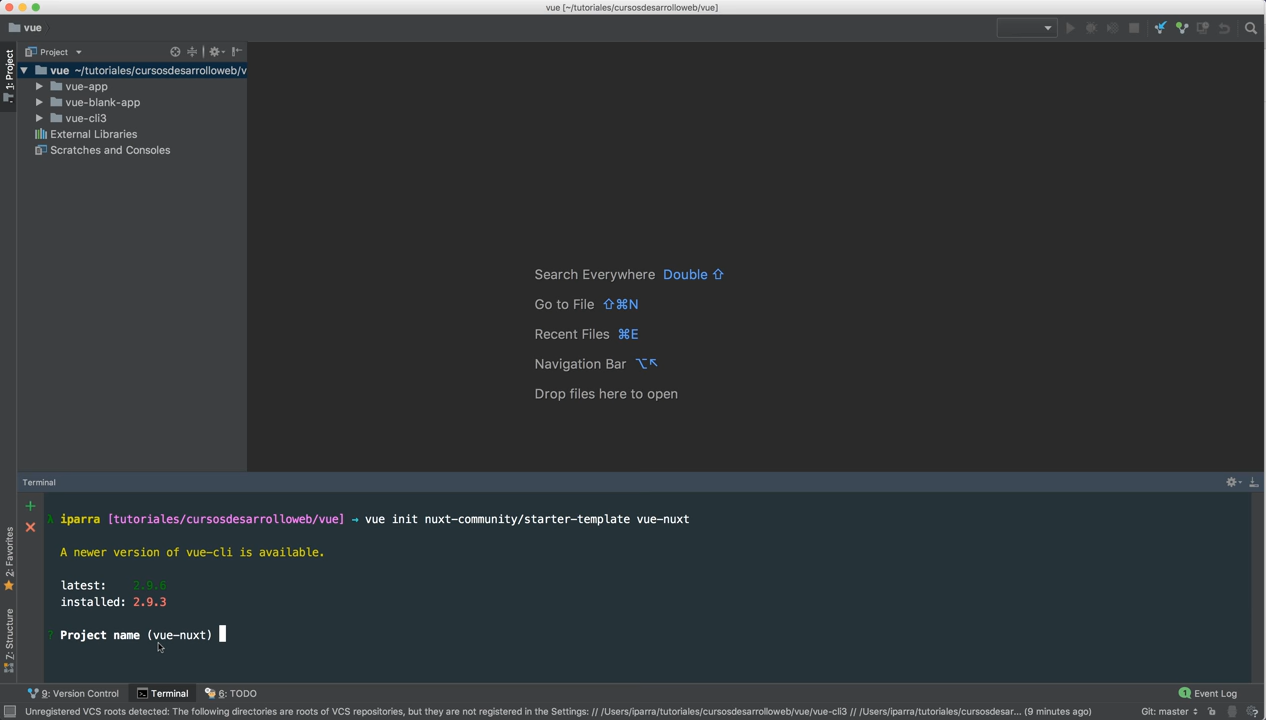 vue [~/tutoriales/cursosdesarrolloweb/vue]
vue
1: Project
Project
vue ~/tutoriales/cursosdesarrolloweb/v
vue-app
vue-blank-app
vue-cli3
External Libraries
Scratches and Consoles
Search Everywhere Double ⇧
Go to File ⇧⌘N
Recent Files ⌘E
Navigation Bar ⌥↖
Drop files here to open
2: Favorites
Z: Structure
Terminal
λ iparra [tutoriales/cursosdesarrolloweb/vue] → vue init nuxt-community/starter-template vue-nuxt
A newer version of vue-cli is available.
latest: 2.9.6
installed: 2.9.3
? Project name (vue-nuxt)
9: Version Control
Terminal
6: TODO
1 Event Log
Unregistered VCS roots detected: The following directories are roots of VCS repositories, but they are not registered in the Settings: // /Users/iparra/tutoriales/cursosdesarrolloweb/vue/vue-cli3 // /Users/iparra/tutoriales/cursosdesar... (9 minutes ago)
Git: master